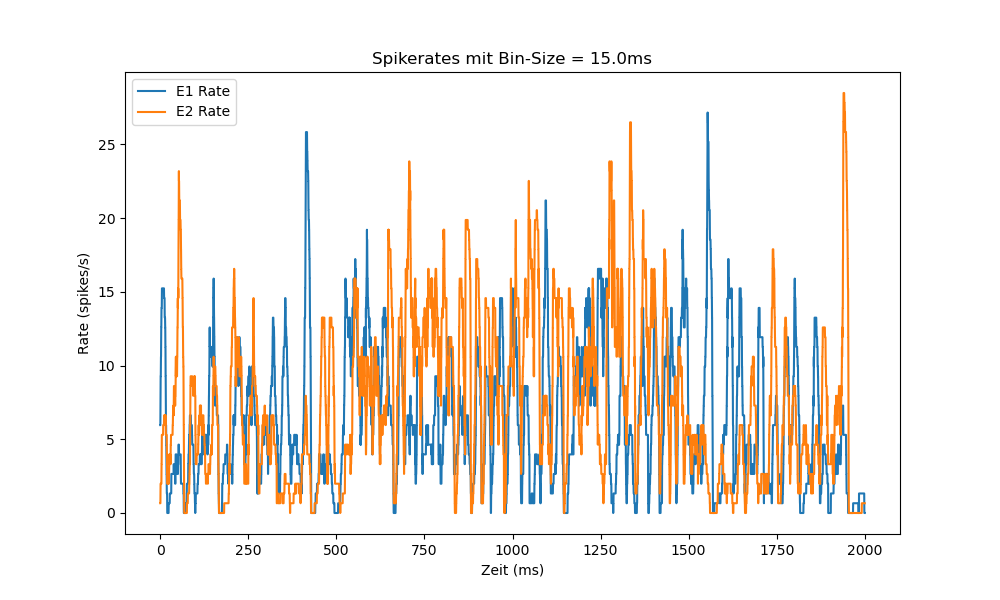 Spikerates mit Bin-Size = 15.0ms
E1 Rate
E2 Rate
Rate (spikes/s)
25
20
15
10
5
0
0 250 500 750 1000 1250 1500 1750 2000
Zeit (ms)